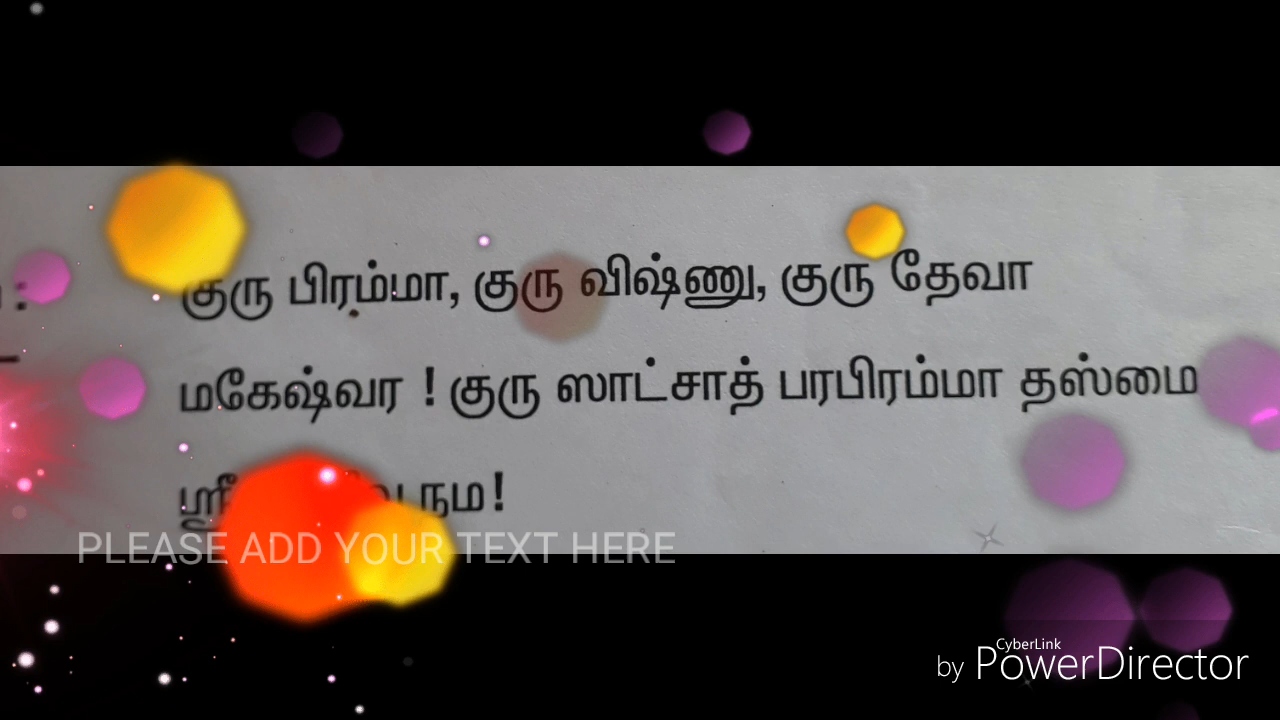 குரு பிரம்மா, குரு விஷ்ணு, குரு தேவா
மகேஷ்வர ! குரு ஸாட்சாத் பரபிரம்மா தஸ்மை
நம!
PLEASE ADD YOUR TEXT HERE
CyberLink
by PowerDirector